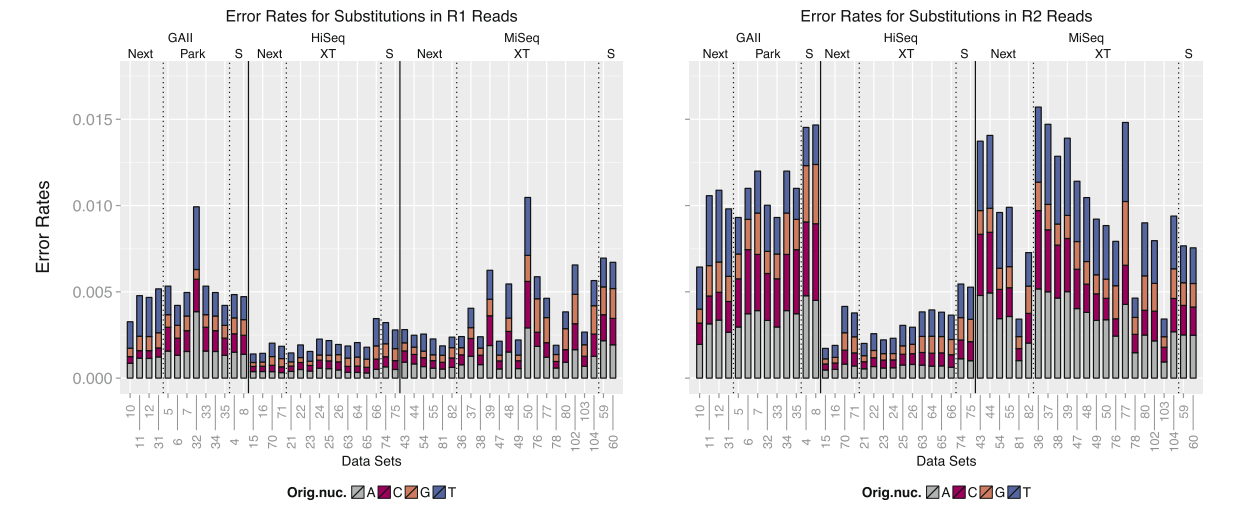 Error Rates for Substitutions in R1 Reads
GAII HiSeq MiSeq
Next Park S Next XT S Next XT S
Error Rates
0.015
0.010
0.005
0.000
10 12 5 7 33 35 8 16 71 22 24 26 64 66 75 44 55 82 37 39 48 50 77 80 103 59
11 31 6 32 34 4 15 70 21 23 25 63 65 74 43 54 81 36 38 47 49 76 78 102 104 60
Data Sets
Orig.nuc. A C G T
Error Rates for Substitutions in R2 Reads
GAII HiSeq MiSeq
Next Park S Next XT S Next XT S
10 12 5 7 33 35 8 16 71 22 24 26 64 66 75 44 55 82 37 39 48 50 77 80 103 59
11 31 6 32 34 4 15 70 21 23 25 63 65 74 43 54 81 36 38 47 49 76 78 102 104 60
Data Sets
Orig.nuc. A C G T